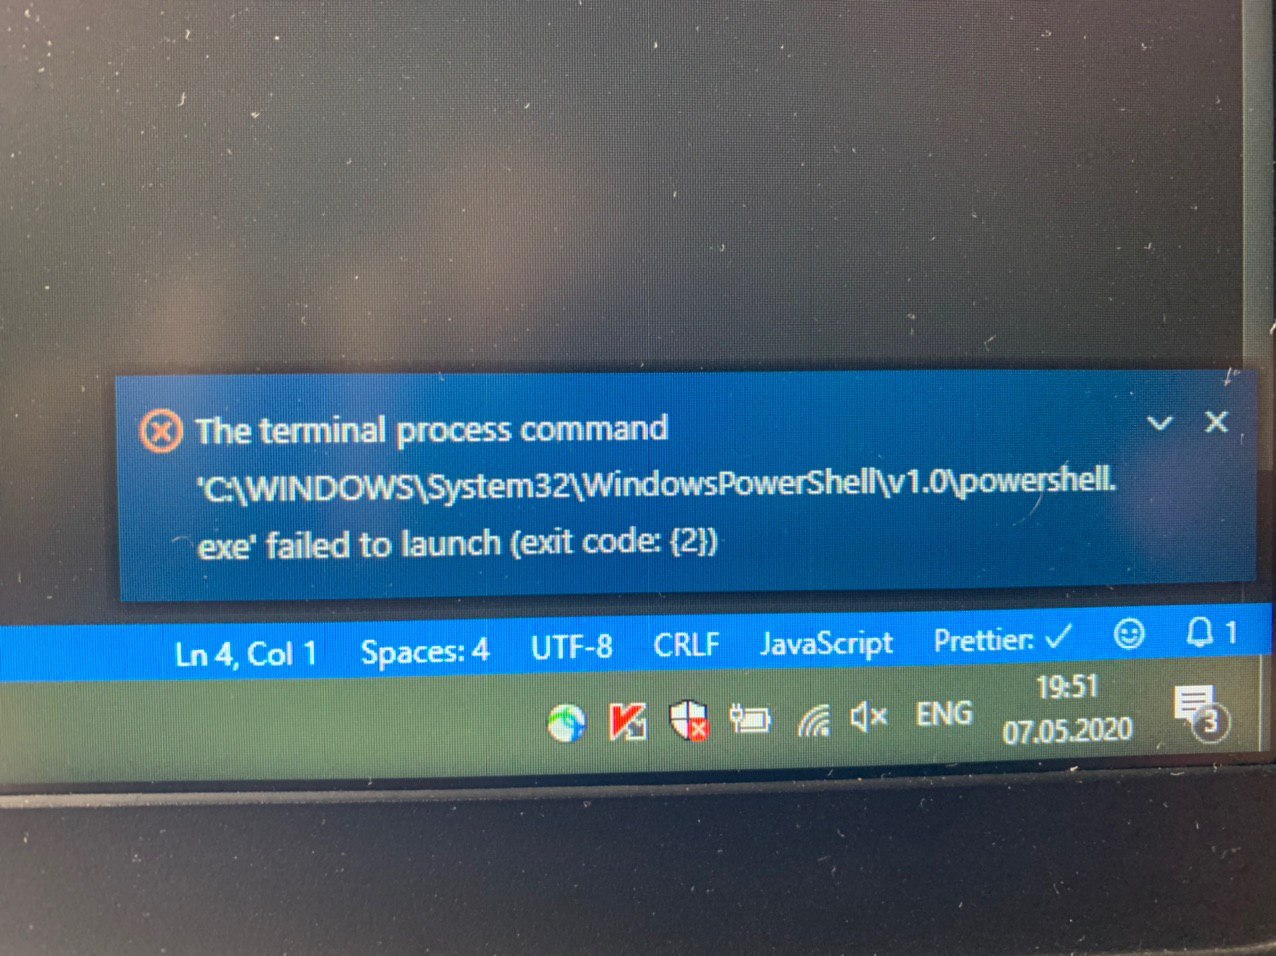 The terminal process command
'C:\WINDOWS\System32\WindowsPowerShell\v1.0\powershell.
exe' failed to launch (exit code: {2})
Ln 4, Col 1 Spaces: 4 UTF-8 CRLF JavaScript Prettier: ✓ 1
ENG 19:51
07.05.2020 3